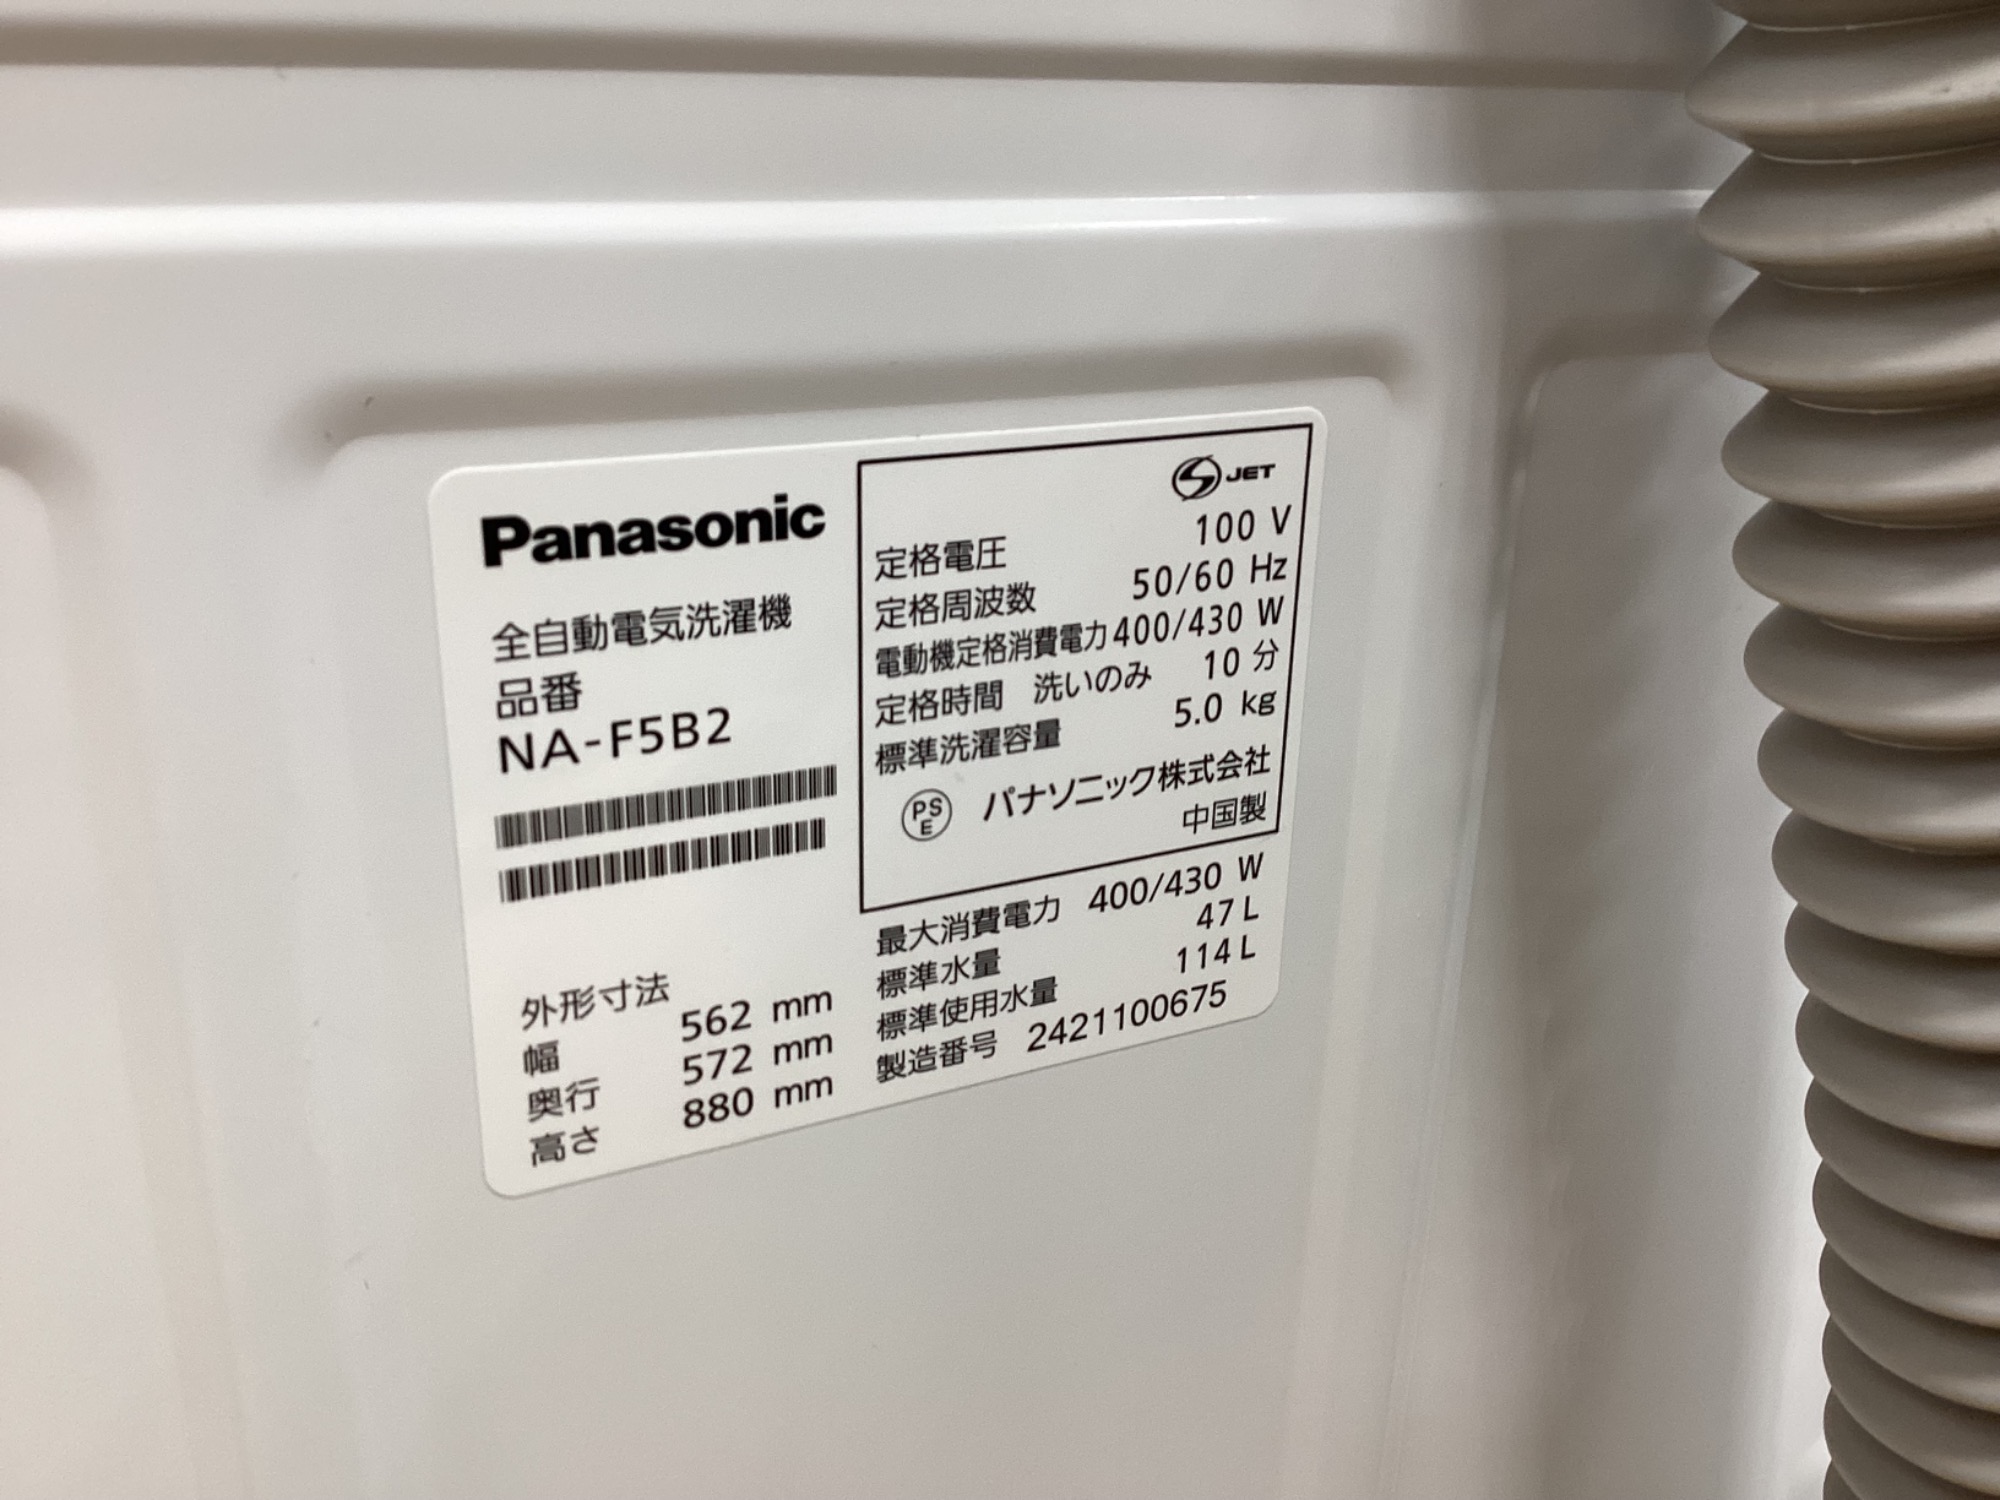 Panasonic
全自動電気洗濯機
品番
NA-F5B2
外形寸法
幅 562 mm
奥行 572 mm
高さ 880 mm
S JET
定格電圧 100 V
定格周波数 50/60 Hz
電動機定格消費電力 400/430 W
定格時間 洗いのみ 10 分
標準洗濯容量 5.0 kg
PSE パナソニック株式会社
中国製
最大消費電力 400/430 W
標準水量 47 L
標準使用水量 114 L
製造番号 2421100675